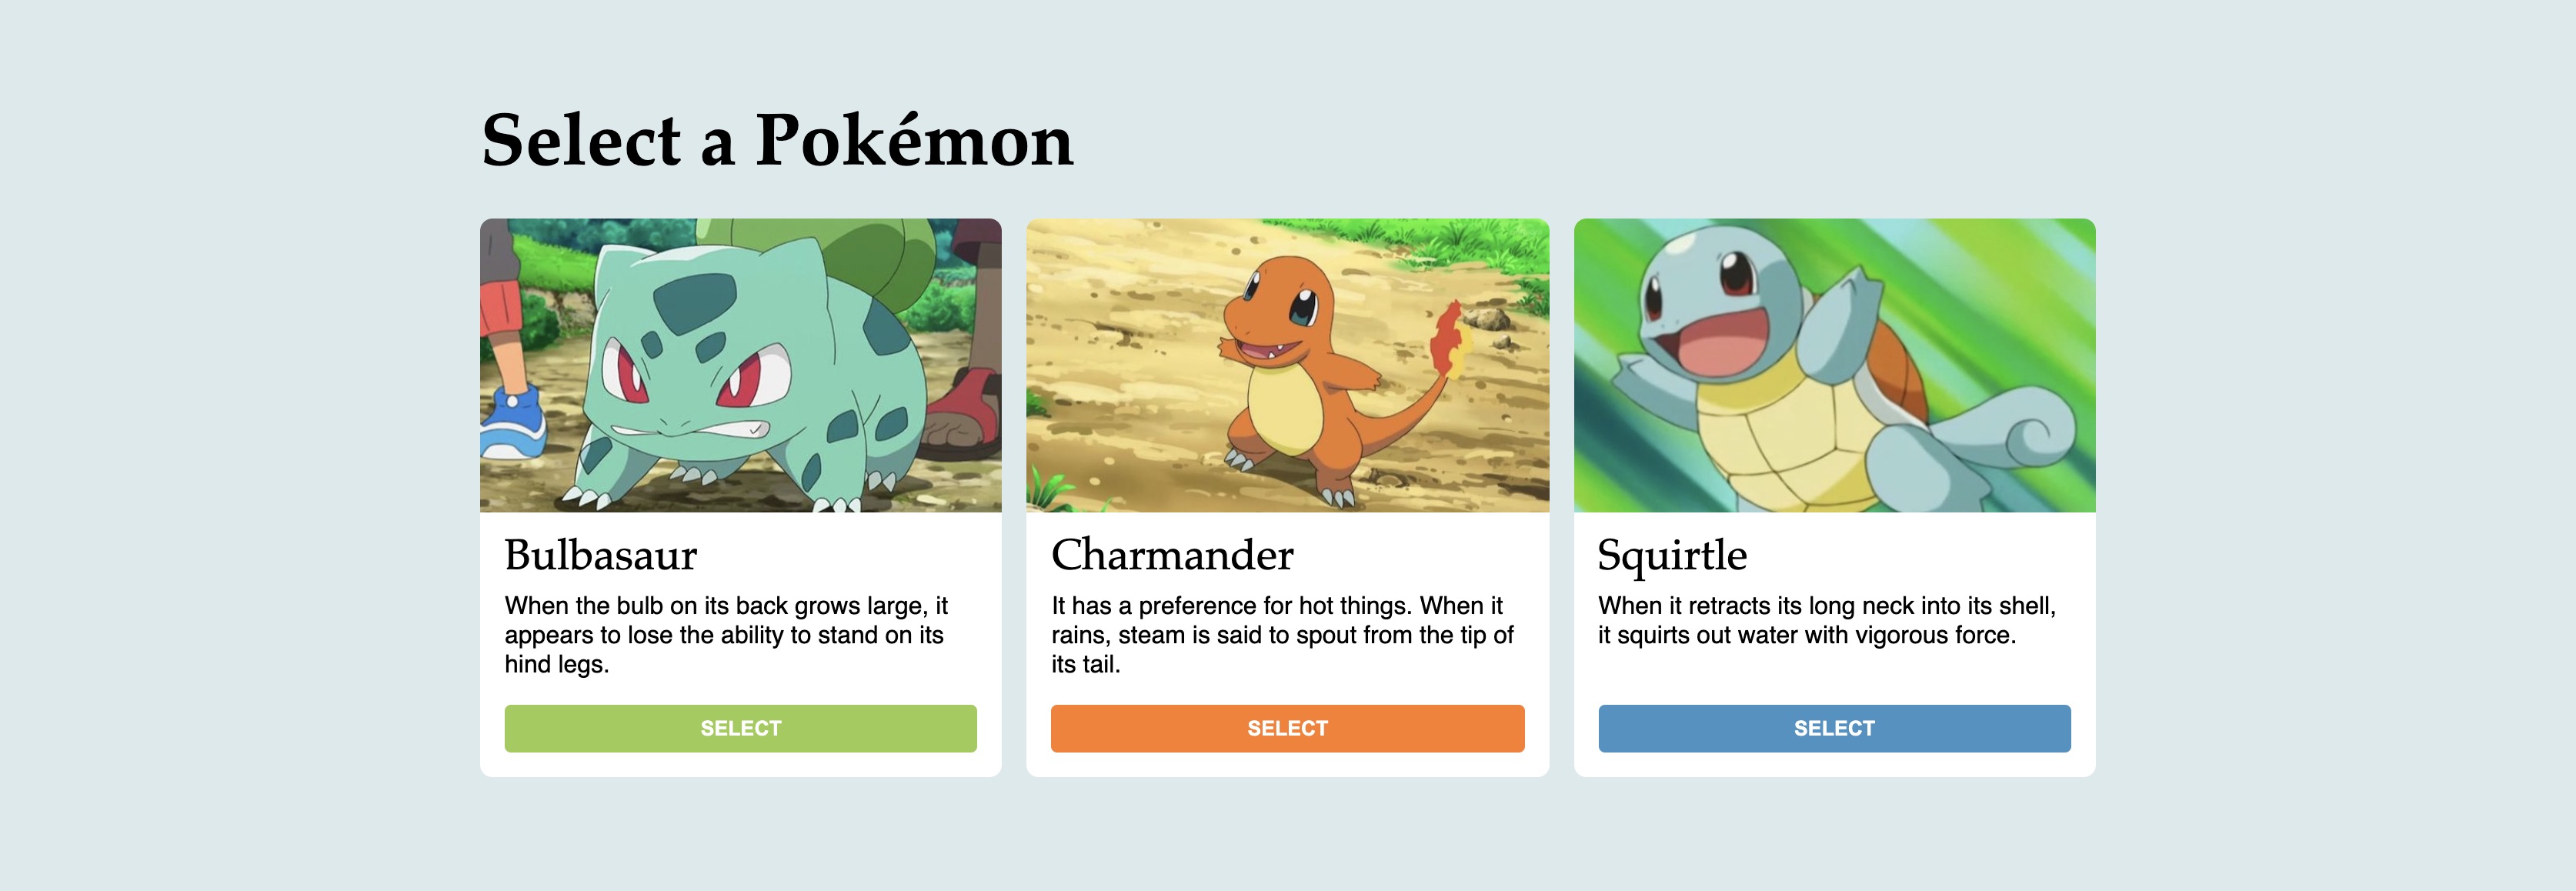 Select a Pokémon
Bulbasaur
When the bulb on its back grows large, it
appears to lose the ability to stand on its
hind legs.
SELECT
Charmander
It has a preference for hot things. When it
rains, steam is said to spout from the tip of
its tail.
SELECT
Squirtle
When it retracts its long neck into its shell,
it squirts out water with vigorous force.
SELECT